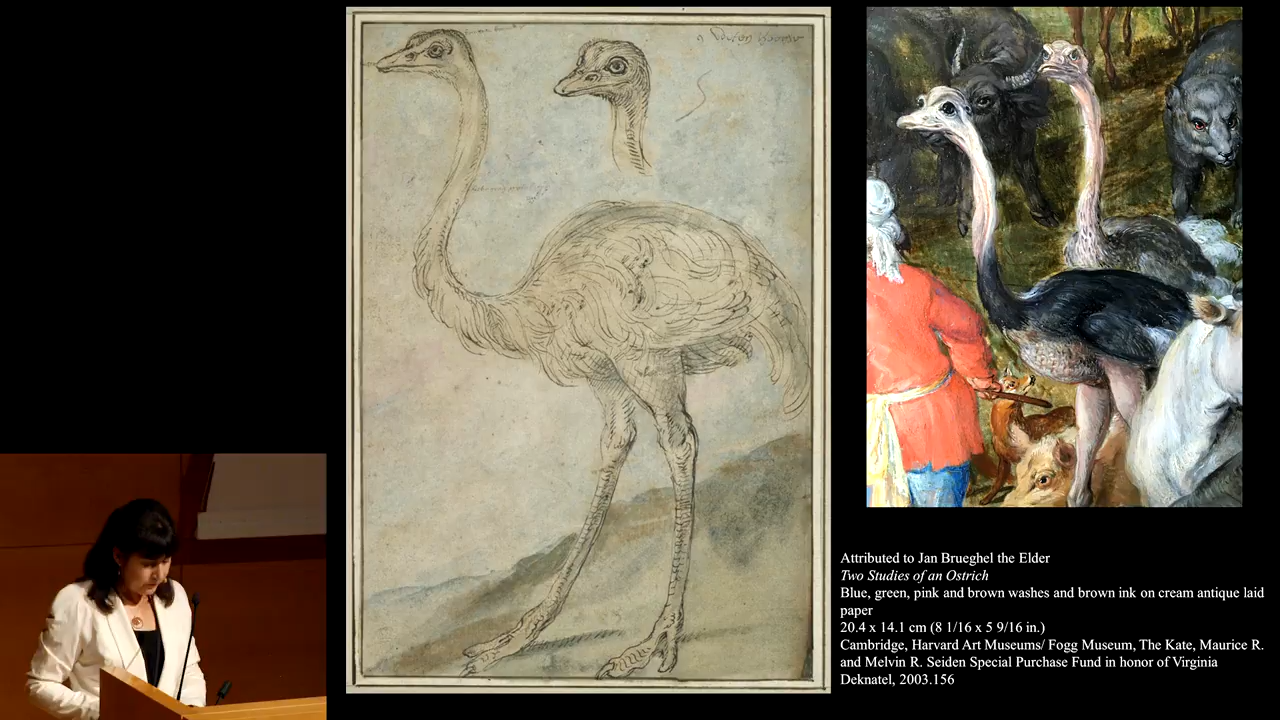 Attributed to Jan Brueghel the Elder
Two Studies of an Ostrich
Blue, green, pink and brown washes and brown ink on cream antique laid
paper
20.4 x 14.1 cm (8 1/16 x 5 9/16 in.)
Cambridge, Harvard Art Museums/ Fogg Museum, The Kate, Maurice R.
and Melvin R. Seiden Special Purchase Fund in honor of Virginia
Deknatel, 2003.156